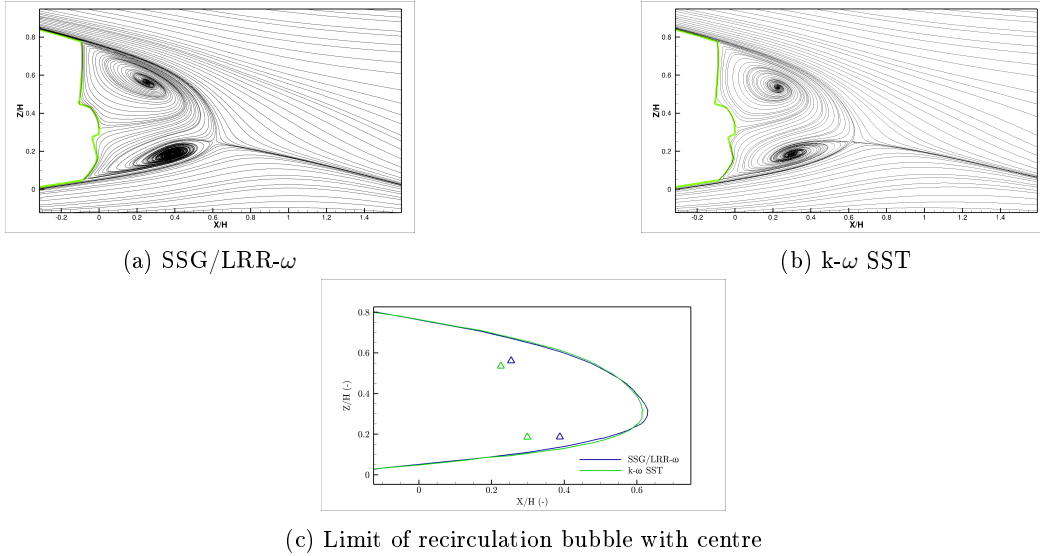 Z/H
0.8
0.6
0.4
0.2
0
-0.2 0 0.2 0.4 0.6 0.8 1 1.2 1.4
X/H
(a) SSG/LRR-ω
Z/H
0.8
0.6
0.4
0.2
0
-0.2 0 0.2 0.4 0.6 0.8 1 1.2 1.4
X/H
(b) k-ω SST
Z/H (-)
0.8
0.6
0.4
0.2
0
SSG/LRR-ω
k-ω SST
0 0.2 0.4 0.6
X/H (-)
(c) Limit of recirculation bubble with centre